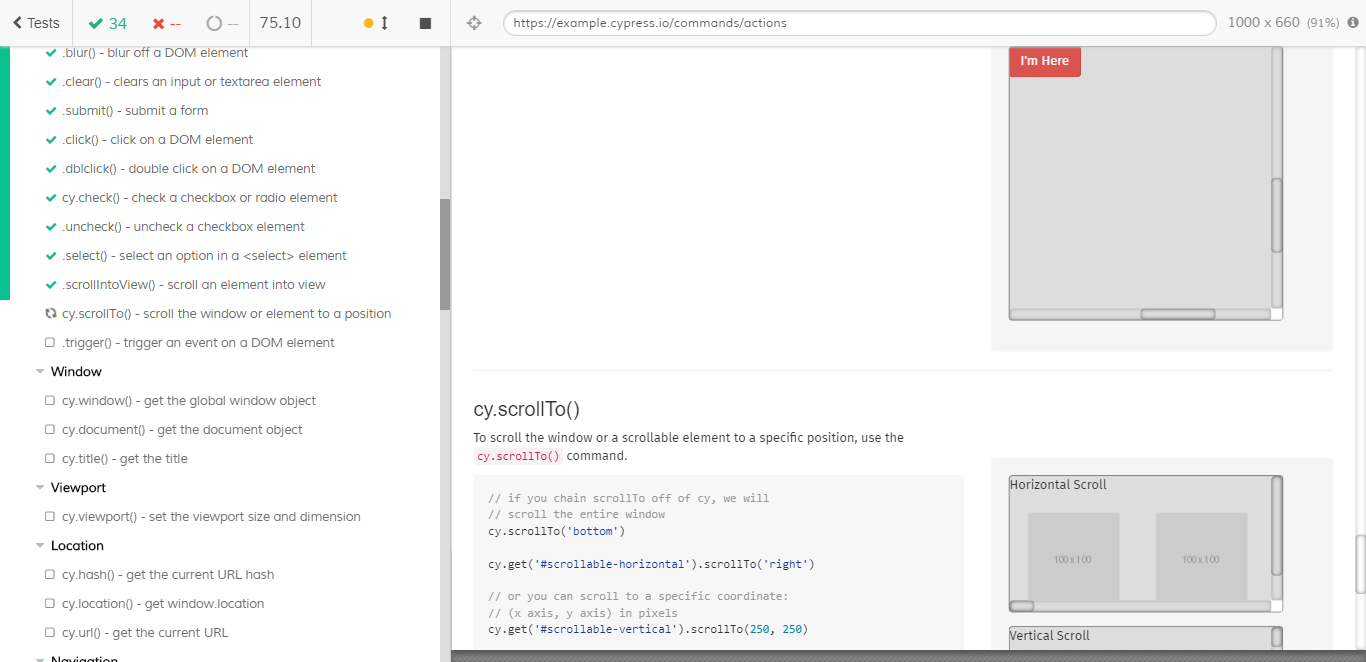 Tests 34 -- -- 75.10 https://example.cypress.io/commands/actions 1000 x 660 (91%)
.blur() - blur off a DOM element
.clear() - clears an input or textarea element
.submit() - submit a form
.click() - click on a DOM element
.dblclick() - double click on a DOM element
cy.check() - check a checkbox or radio element
.uncheck() - uncheck a checkbox element
.select() - select an option in a <select> element
.scrollIntoView() - scroll an element into view
cy.scrollTo() - scroll the window or element to a position
.trigger() - trigger an event on a DOM element
Window
cy.window() - get the global window object
cy.document() - get the document object
cy.title() - get the title
Viewport
cy.viewport() - set the viewport size and dimension
Location
cy.hash() - get the current URL hash
cy.location() - get window.location
cy.url() - get the current URL
Navigation
I'm Here
cy.scrollTo()
To scroll the window or a scrollable element to a specific position, use the
cy.scrollTo() command.
// if you chain scrollTo off of cy, we will
// scroll the entire window
cy.scrollTo('bottom')
cy.get('#scrollable-horizontal').scrollTo('right')
// or you can scroll to a specific coordinate:
// (x axis, y axis) in pixels
cy.get('#scrollable-vertical').scrollTo(250, 250)
Horizontal Scroll
100 x 100 100 x 100
Vertical Scroll